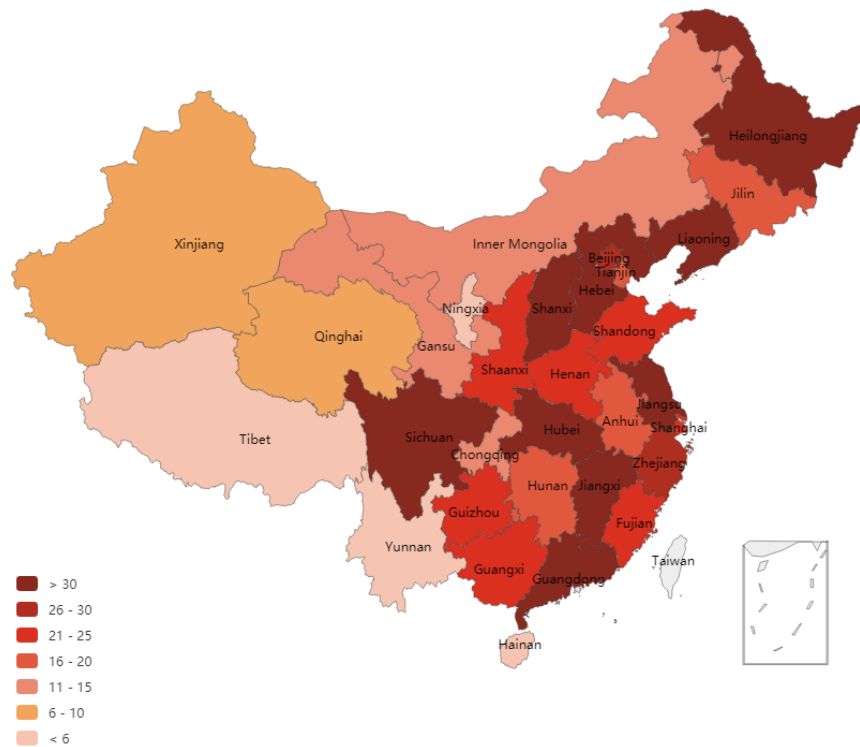 Heilongjiang
Jilin
Xinjiang
Inner Mongolia
Liaoning
Beijing
Tianjin
Hebei
Ningxia
Shanxi
Qinghai
Gansu
Shandong
Shaanxi
Henan
Jiangsu
Anhui
Shanghai
Tibet
Sichuan
Hubei
Chongqing
Zhejiang
Hunan
Jiangxi
Guizhou
Fujian
Yunnan
Taiwan
Guangxi
Guangdong
Hainan
> 30
26 - 30
21 - 25
16 - 20
11 - 15
6 - 10
< 6